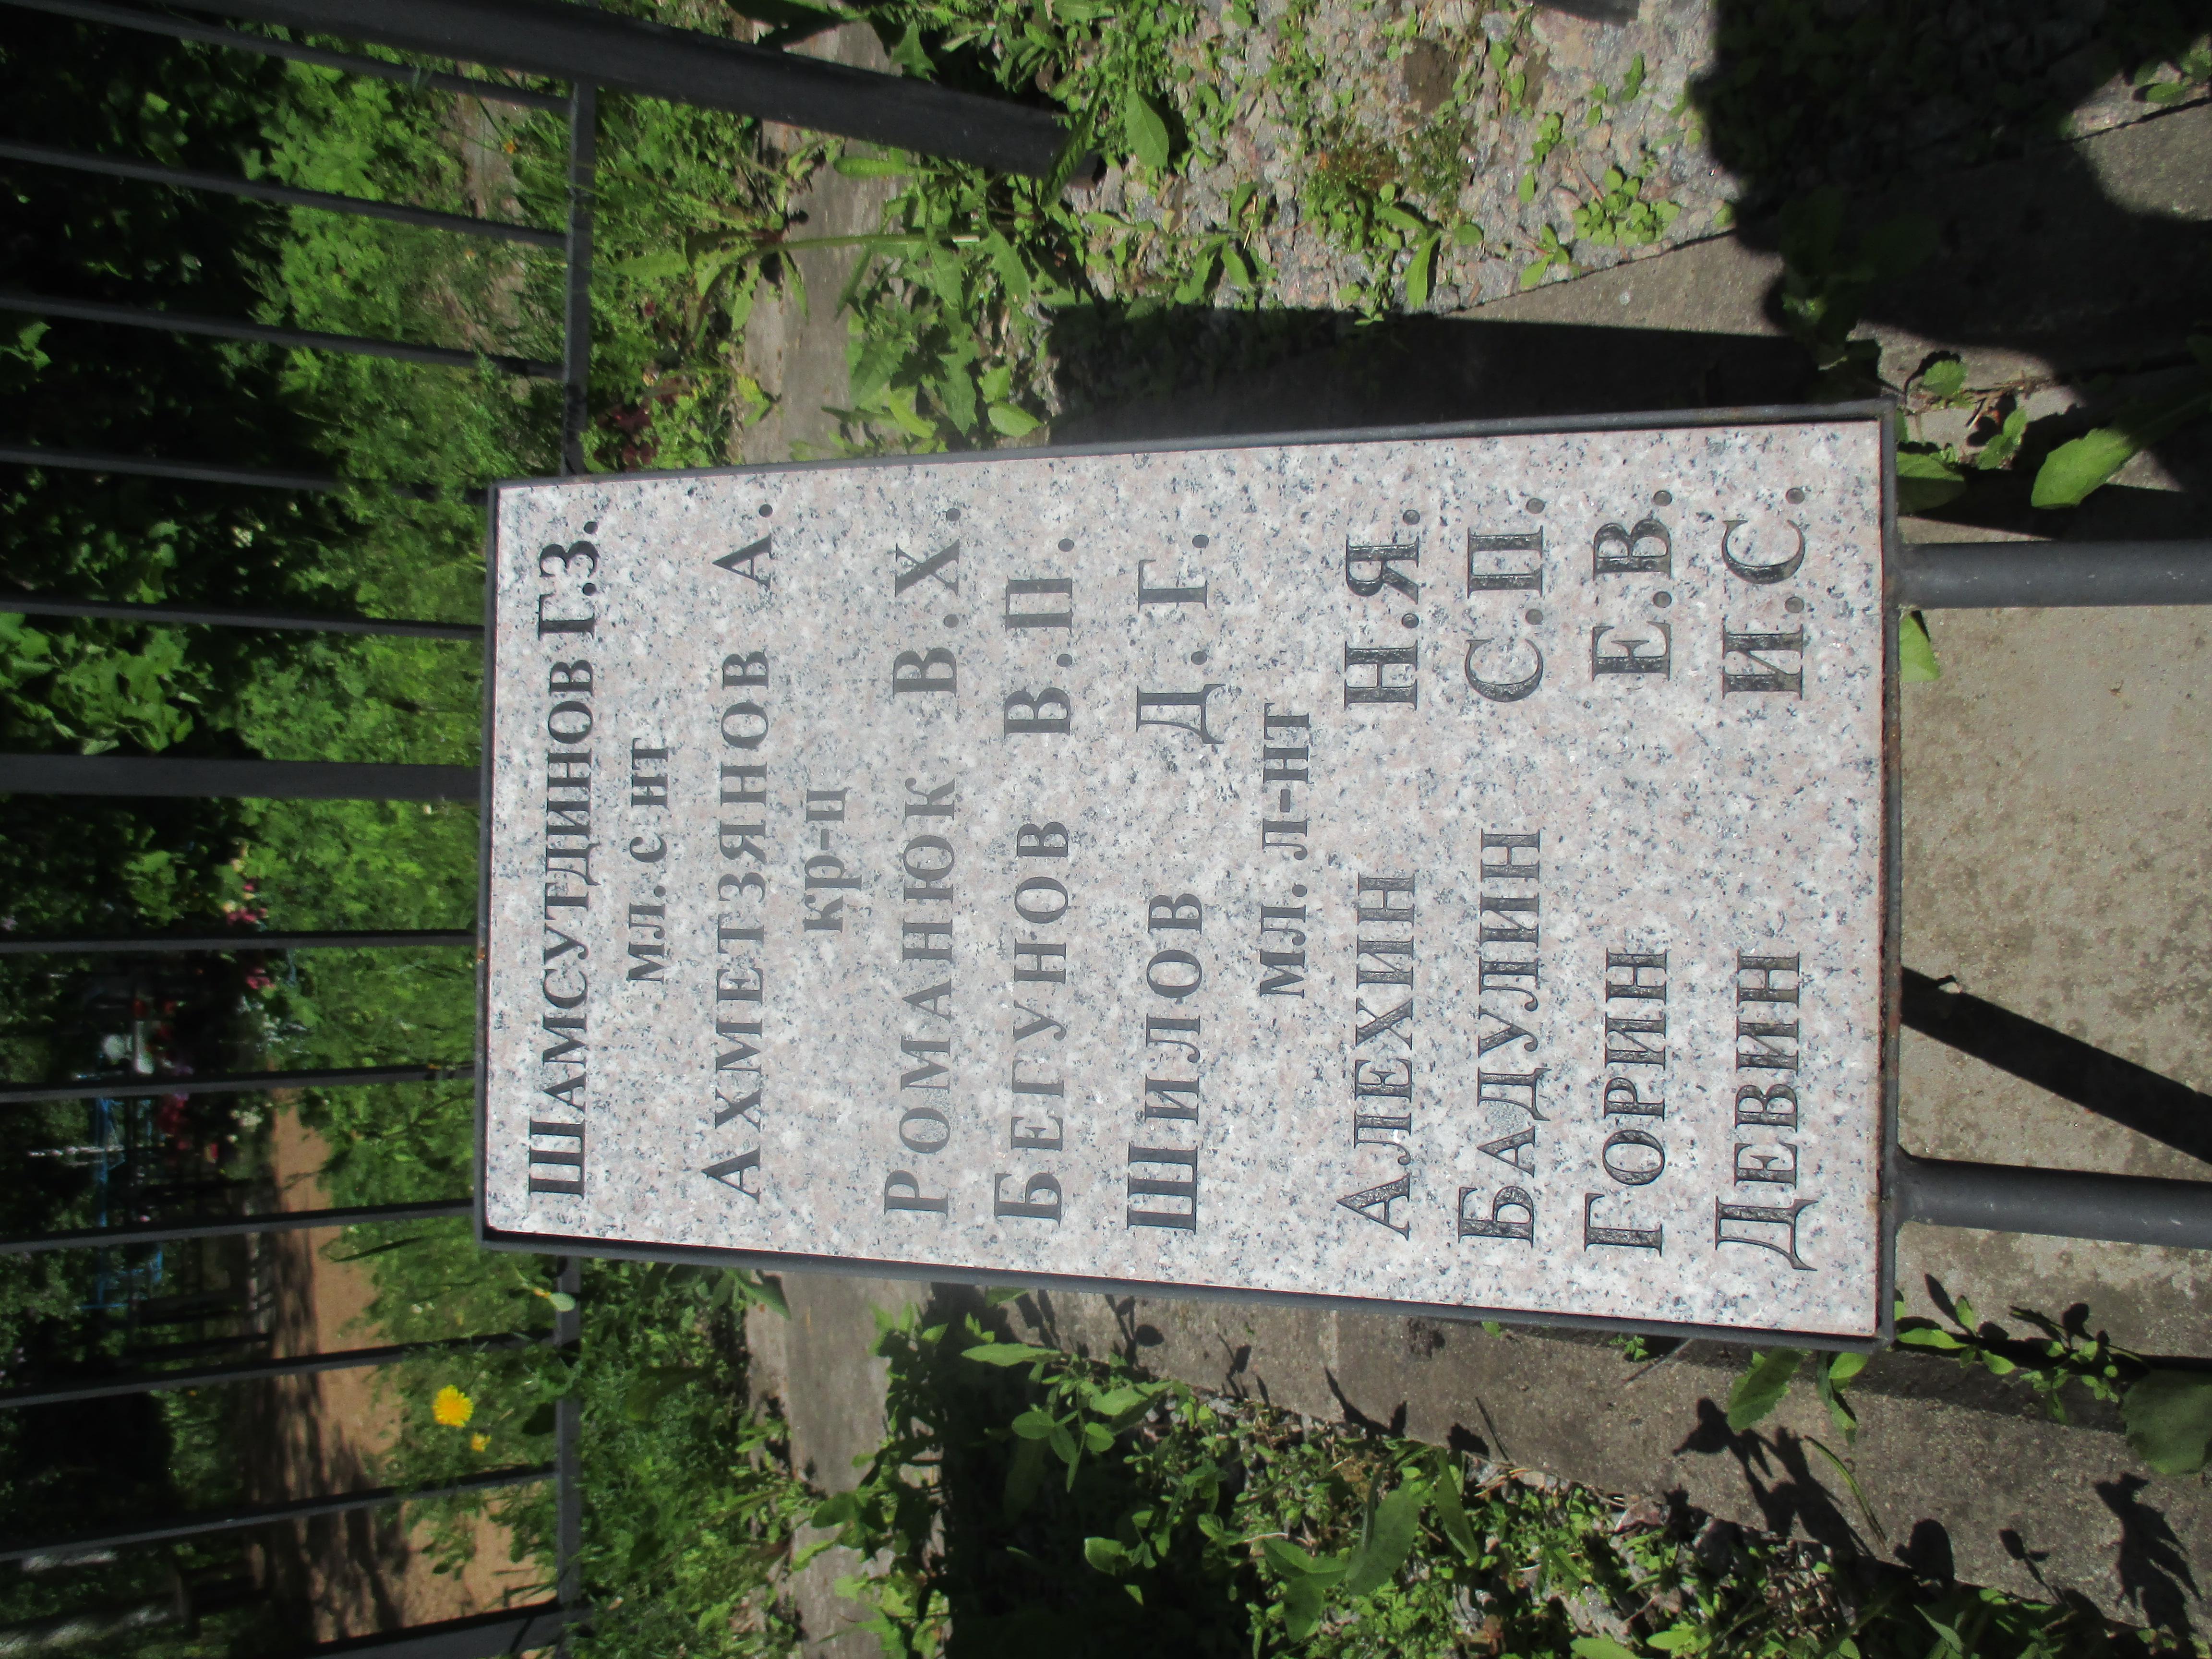 ШАМСУТДИНОВ Г.З.
мл. с нт
АХМЕТЗЯНОВ А.
кр-ц
РОМАНЮК В.Х.
БЕГУНОВ В.П.
ШИЛОВ Д.Г.
мл. л-нт
АЛЕХИН Н.Я.
БАДУЛИН С.П.
ГОРИН Е.В.
ДЕВИН И.С.